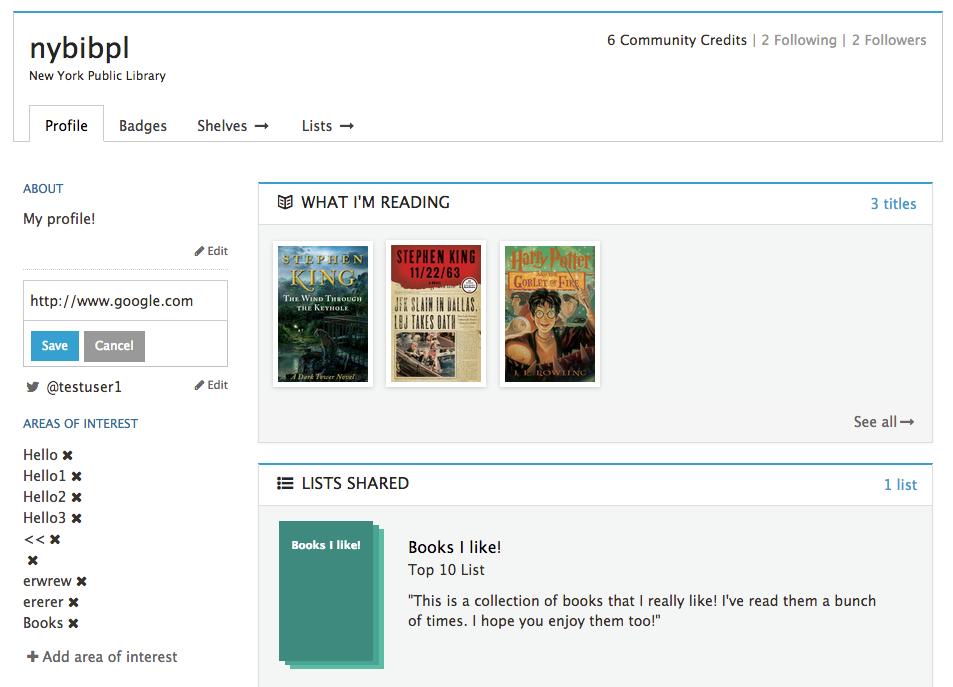 nybibpl
6 Community Credits | 2 Following | 2 Followers
New York Public Library
Profile
Badges
Shelves →
Lists →
ABOUT
My profile!
Edit
http://www.google.com
Save
Cancel
@testuser1
Edit
AREAS OF INTEREST
Hello ✖
Hello1 ✖
Hello2 ✖
Hello3 ✖
<< ✖
✖
erwrew ✖
ererer ✖
Books ✖
+ Add area of interest
WHAT I'M READING
3 titles
STEPHEN
KING
THE WIND THROUGH
THE KEYHOLE
A Dark Tower Novel
STEPHEN KING
11/22/63
JFK SLAIN IN DALLAS,
LBJ TAKES OATH
Harry Potter
AND THE
GOBLET OF FIRE
J. K. ROWLING
See all →
LISTS SHARED
1 list
Books I like!
Books I like!
Top 10 List
"This is a collection of books that I really like! I've read them a bunch
of times. I hope you enjoy them too!"